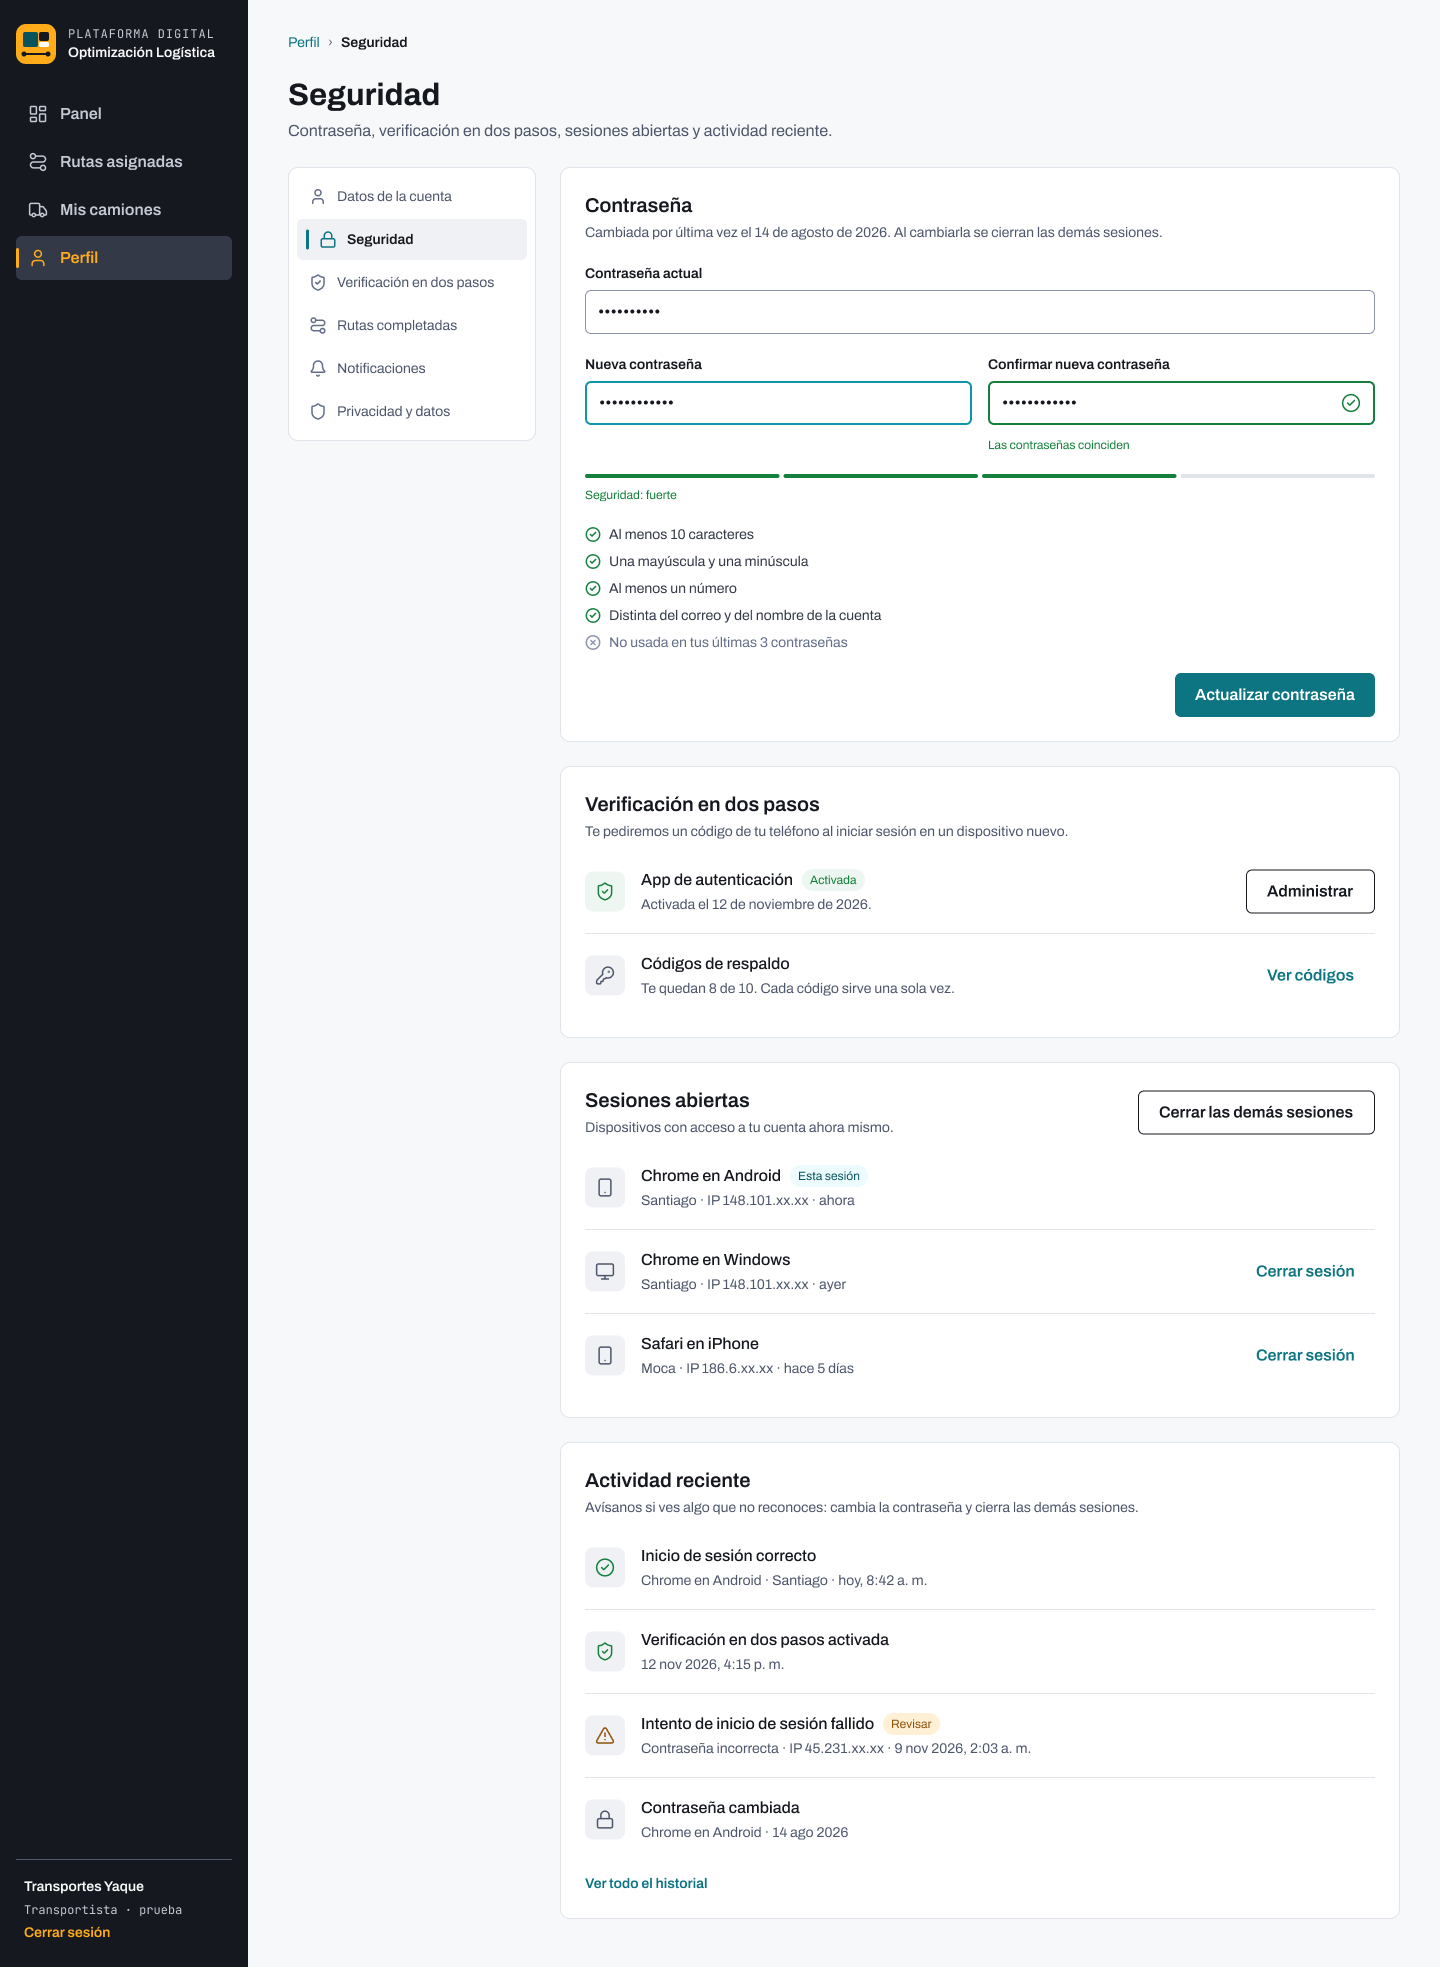 PLATAFORMA DIGITAL
Optimización Logística
Panel
Rutas asignadas
Mis camiones
Perfil
Transportes Yaque
Transportista · prueba
Cerrar sesión
Perfil › Seguridad
Seguridad
Contraseña, verificación en dos pasos, sesiones abiertas y actividad reciente.
Datos de la cuenta
Seguridad
Verificación en dos pasos
Rutas completadas
Notificaciones
Privacidad y datos
Contraseña
Cambiada por última vez el 14 de agosto de 2026. Al cambiarla se cierran las demás sesiones.
Contraseña actual
••••••••••
Nueva contraseña
••••••••••••
Confirmar nueva contraseña
••••••••••••
Las contraseñas coinciden
Seguridad: fuerte
Al menos 10 caracteres
Una mayúscula y una minúscula
Al menos un número
Distinta del correo y del nombre de la cuenta
No usada en tus últimas 3 contraseñas
Actualizar contraseña
Verificación en dos pasos
Te pediremos un código de tu teléfono al iniciar sesión en un dispositivo nuevo.
App de autenticación Activada
Activada el 12 de noviembre de 2026.
Administrar
Códigos de respaldo
Te quedan 8 de 10. Cada código sirve una sola vez.
Ver códigos
Sesiones abiertas
Dispositivos con acceso a tu cuenta ahora mismo.
Cerrar las demás sesiones
Chrome en Android Esta sesión
Santiago · IP 148.101.xx.xx · ahora
Chrome en Windows
Santiago · IP 148.101.xx.xx · ayer
Cerrar sesión
Safari en iPhone
Moca · IP 186.6.xx.xx · hace 5 días
Cerrar sesión
Actividad reciente
Avísanos si ves algo que no reconoces: cambia la contraseña y cierra las demás sesiones.
Inicio de sesión correcto
Chrome en Android · Santiago · hoy, 8:42 a. m.
Verificación en dos pasos activada
12 nov 2026, 4:15 p. m.
Intento de inicio de sesión fallido Revisar
Contraseña incorrecta · IP 45.231.xx.xx · 9 nov 2026, 2:03 a. m.
Contraseña cambiada
Chrome en Android · 14 ago 2026
Ver todo el historial